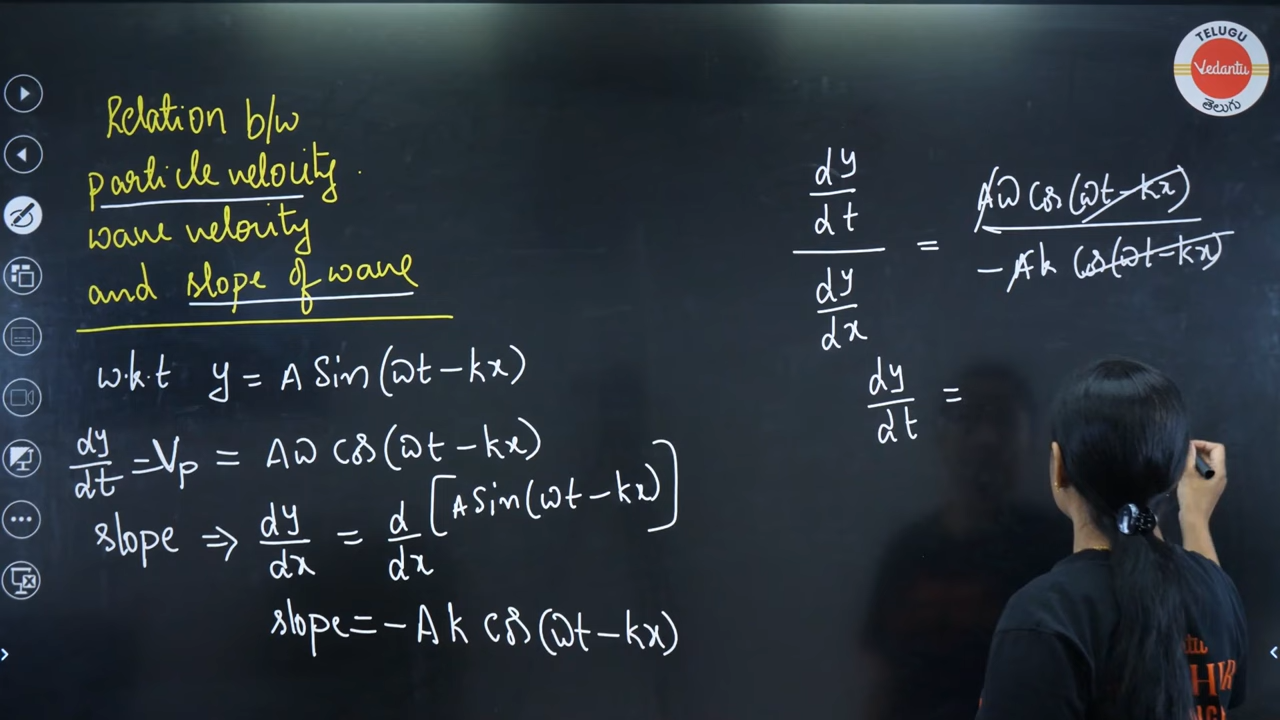 Relation b/w
particle velocity.
wave velocity
and slope of wave
w.k.t y = A Sin(ωt - kx)
dy/dt = Vp = Aω cos(ωt - kx)
slope ⇒ dy/dx = d/dx [A Sin(ωt - kx)]
slope = - Ak cos(ωt - kx)
dy/dt / dy/dx = Aω cos(ωt - kx) / - Ak cos(ωt - kx)
dy/dt =
TELUGU
Vedantu
తెలుగు